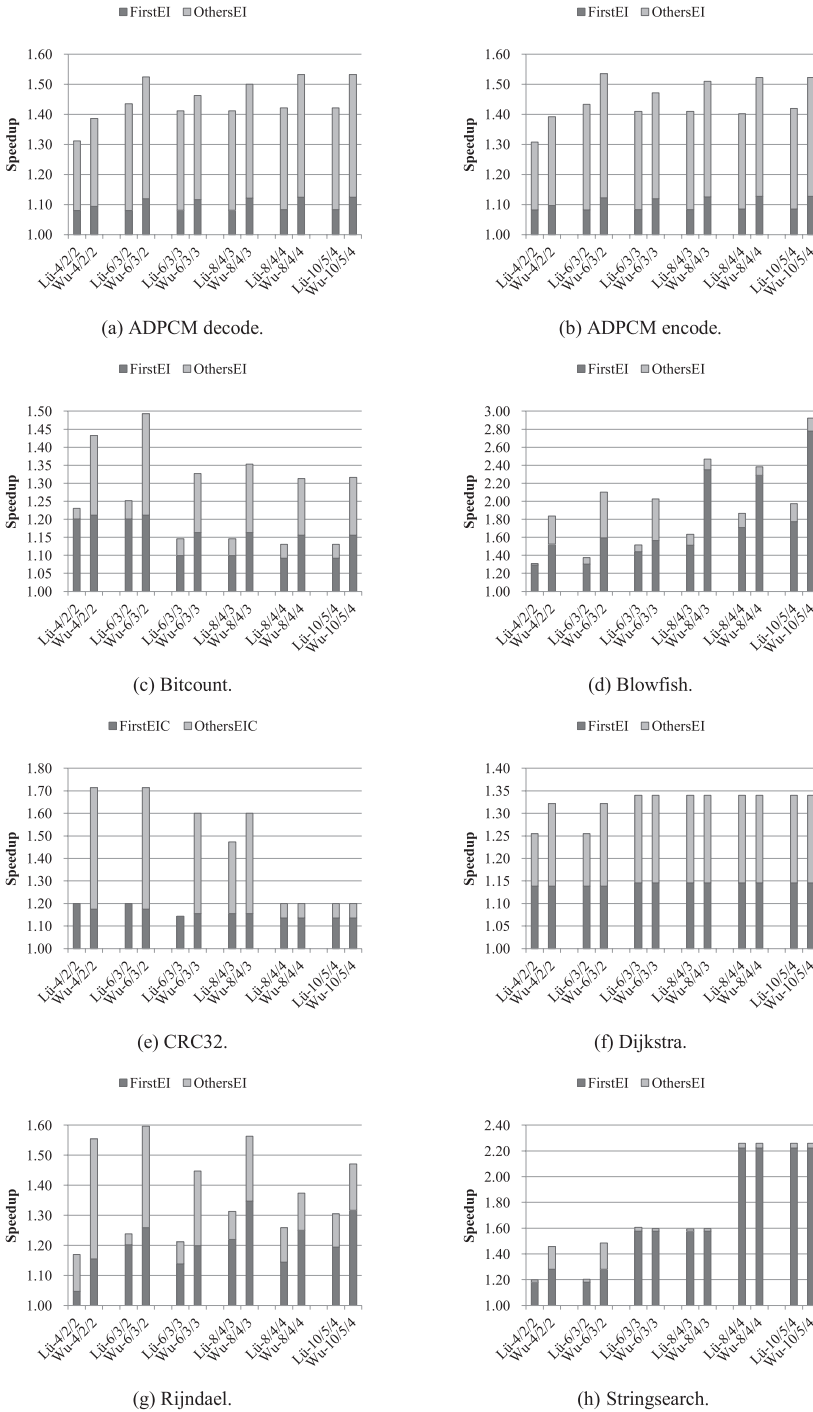 FirstEI OthersEI
Speedup
1.60
1.50
1.40
1.30
1.20
1.10
1.00
Lü-4/2/2
Wu-4/2/2
Lü-6/3/2
Wu-6/3/2
Lü-6/3/3
Wu-6/3/3
Lü-8/4/3
Wu-8/4/3
Lü-8/4/4
Wu-8/4/4
Lü-10/5/4
Wu-10/5/4
(a) ADPCM decode.
FirstEI OthersEI
Speedup
1.60
1.50
1.40
1.30
1.20
1.10
1.00
Lü-4/2/2
Wu-4/2/2
Lü-6/3/2
Wu-6/3/2
Lü-6/3/3
Wu-6/3/3
Lü-8/4/3
Wu-8/4/3
Lü-8/4/4
Wu-8/4/4
Lü-10/5/4
Wu-10/5/4
(b) ADPCM encode.
FirstEI OthersEI
Speedup
1.50
1.45
1.40
1.35
1.30
1.25
1.20
1.15
1.10
1.05
1.00
Lü-4/2/2
Wu-4/2/2
Lü-6/3/2
Wu-6/3/2
Lü-6/3/3
Wu-6/3/3
Lü-8/4/3
Wu-8/4/3
Lü-8/4/4
Wu-8/4/4
Lü-10/5/4
Wu-10/5/4
(c) Bitcount.
FirstEI OthersEI
Speedup
3.00
2.80
2.60
2.40
2.20
2.00
1.80
1.60
1.40
1.20
1.00
Lü-4/2/2
Wu-4/2/2
Lü-6/3/2
Wu-6/3/2
Lü-6/3/3
Wu-6/3/3
Lü-8/4/3
Wu-8/4/3
Lü-8/4/4
Wu-8/4/4
Lü-10/5/4
Wu-10/5/4
(d) Blowfish.
FirstEIC OthersEIC
Speedup
1.80
1.70
1.60
1.50
1.40
1.30
1.20
1.10
1.00
Lü-4/2/2
Wu-4/2/2
Lü-6/3/2
Wu-6/3/2
Lü-6/3/3
Wu-6/3/3
Lü-8/4/3
Wu-8/4/3
Lü-8/4/4
Wu-8/4/4
Lü-10/5/4
Wu-10/5/4
(e) CRC32.
FirstEI OthersEI
Speedup
1.40
1.35
1.30
1.25
1.20
1.15
1.10
1.05
1.00
Lü-4/2/2
Wu-4/2/2
Lü-6/3/2
Wu-6/3/2
Lü-6/3/3
Wu-6/3/3
Lü-8/4/3
Wu-8/4/3
Lü-8/4/4
Wu-8/4/4
Lü-10/5/4
Wu-10/5/4
(f) Dijkstra.
FirstEI OthersEI
Speedup
1.60
1.50
1.40
1.30
1.20
1.10
1.00
Lü-4/2/2
Wu-4/2/2
Lü-6/3/2
Wu-6/3/2
Lü-6/3/3
Wu-6/3/3
Lü-8/4/3
Wu-8/4/3
Lü-8/4/4
Wu-8/4/4
Lü-10/5/4
Wu-10/5/4
(g) Rijndael.
FirstEI OthersEI
Speedup
2.40
2.20
2.00
1.80
1.60
1.40
1.20
1.00
Lü-4/2/2
Wu-4/2/2
Lü-6/3/2
Wu-6/3/2
Lü-6/3/3
Wu-6/3/3
Lü-8/4/3
Wu-8/4/3
Lü-8/4/4
Wu-8/4/4
Lü-10/5/4
Wu-10/5/4
(h) Stringsearch.